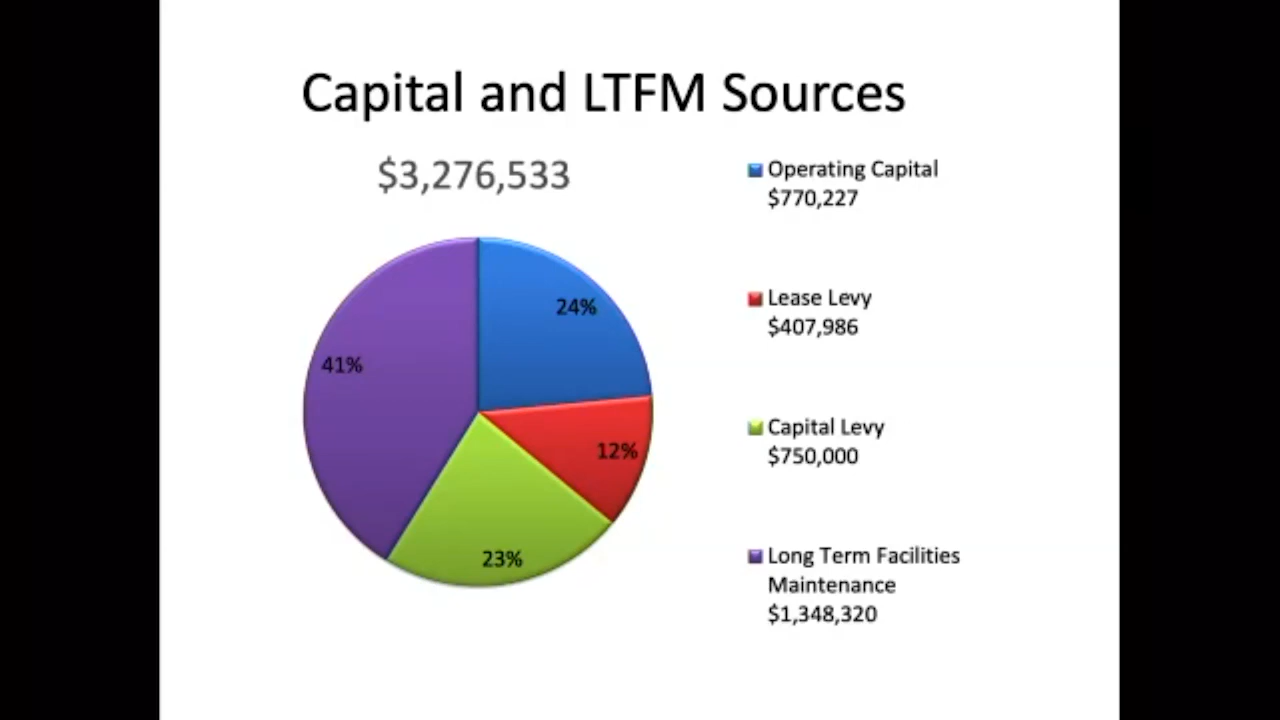 Capital and LTFM Sources
$3,276,533
Operating Capital
$770,227
24%
Lease Levy
$407,986
41%
Capital Levy
$750,000
12%
23%
Long Term Facilities
Maintenance
$1,348,320